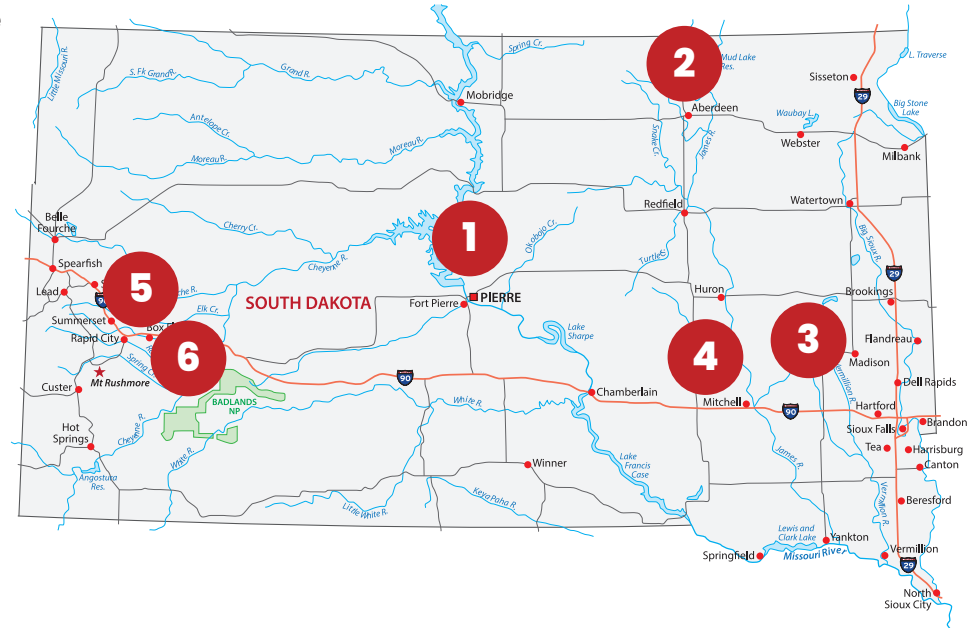 Little Missouri R.
S. Fk Grand R.
Grand R.
Spring Cr.
2
Mud Lake
Res.
L. Traverse
Sisseton
29
Mobridge
Aberdeen
Big Stone
Lake
Antelope Cr.
Moreau R.
Moreau R.
Snake Cr.
James R.
Waubay L.
Webster
Milbank
Belle
Fourche
Cherry Cr.
Cheyenne R.
1
Okobojo Cr.
Redfield
Watertown
Big Sioux R.
Turtle
Spearfish
Lead
5
Elk Cr.
SOUTH DAKOTA
Fort Pierre
PIERRE
Huron
29
Brookings
Summerset
Rapid City
Box
6
Spring
Mt Rushmore
Lake
Sharpe
4
3
Flandreau
Madison
Vermillion R.
Custer
BADLANDS
NP
90
White R.
Chamberlain
Mitchell
90
Dell Rapids
Hartford
Brandon
Sioux Falls
Hot
Springs
Cheyenne R.
White R.
Angostura
Res.
Winner
Lake
Francis
Case
James R.
Tea
Harrisburg
Canton
Vermillion R.
Beresford
Little White R.
Keya Paha R.
Lewis and
Clark Lake
Yankton
Springfield
Missouri River
Vermillion
29
North
Sioux City